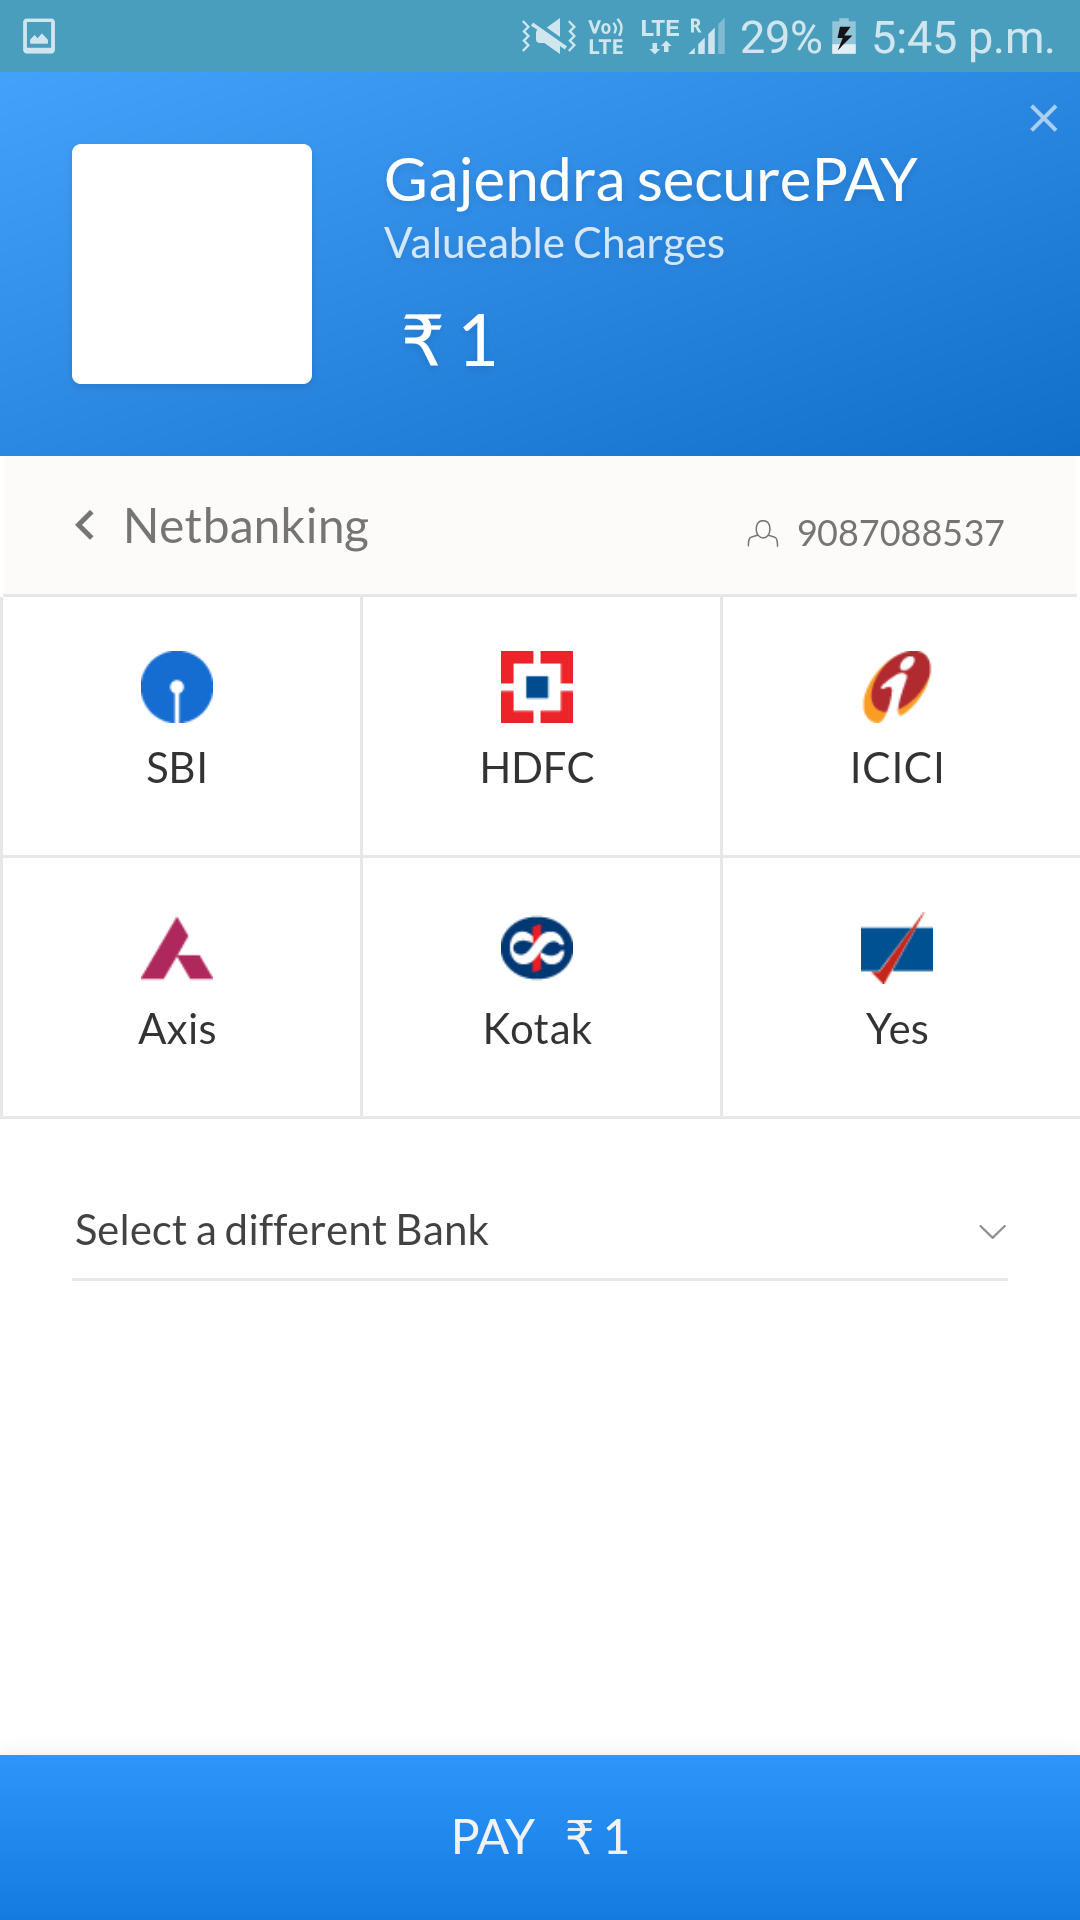 Vo)) LTE LTE R 29% 5:45 p.m.
Gajendra securePAY
Valueable Charges
₹ 1
Netbanking
9087088537
SBI HDFC ICICI
Axis Kotak Yes
Select a different Bank
PAY ₹ 1